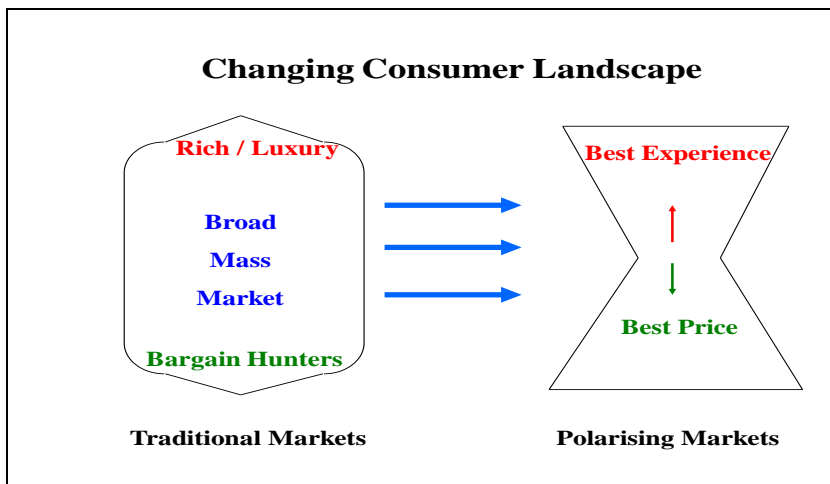 Changing Consumer Landscape
Rich / Luxury
Broad
Mass
Market
Bargain Hunters
Traditional Markets
Best Experience
Best Price
Polarising Markets